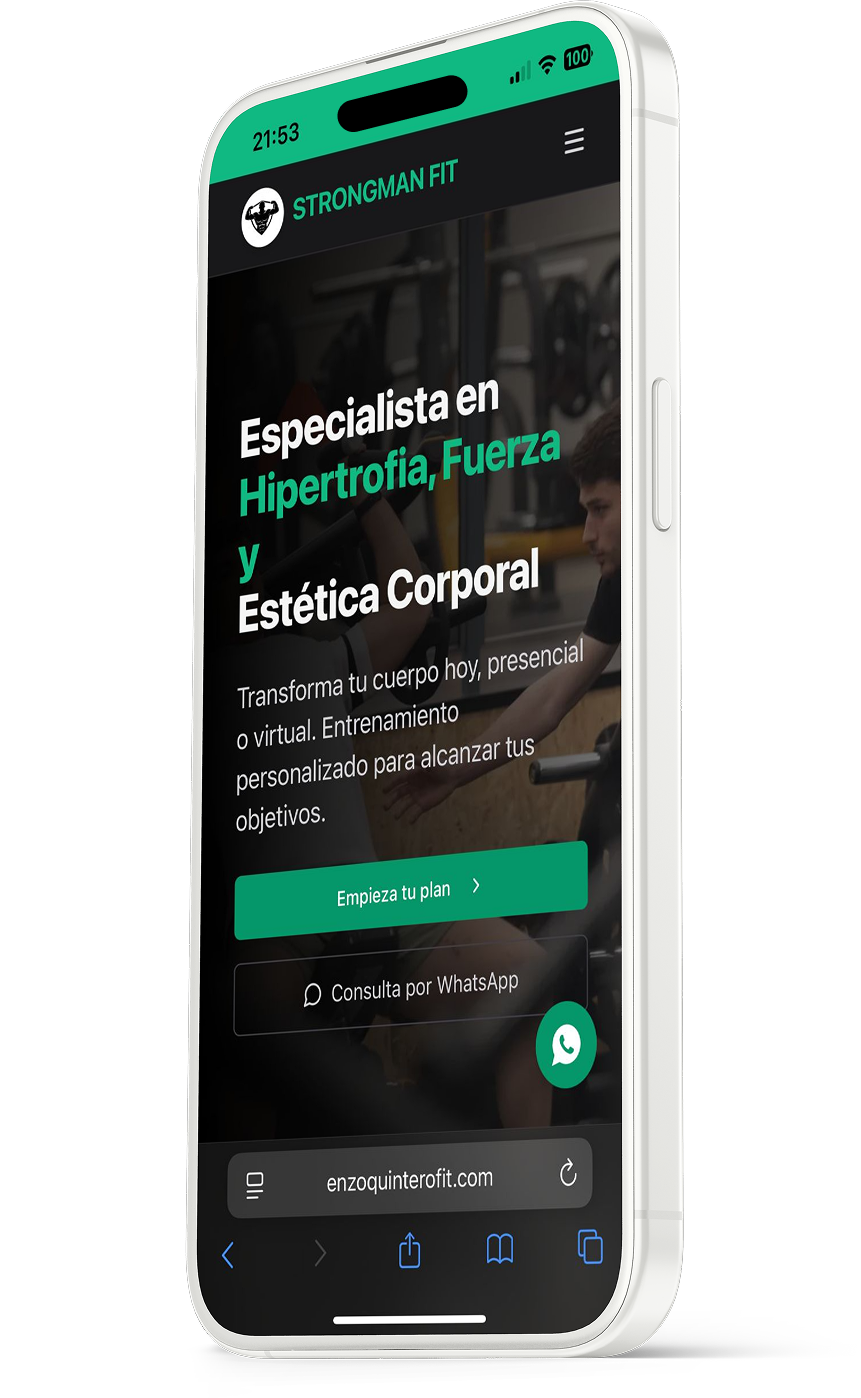 21:53
100
STRONGMAN FIT
Especialista en
Hipertrofia, Fuerza
y
Estética Corporal
Transforma tu cuerpo hoy, presencial
o virtual. Entrenamiento
personalizado para alcanzar tus
objetivos.
Empieza tu plan
Consulta por WhatsApp
enzoquinterofit.com